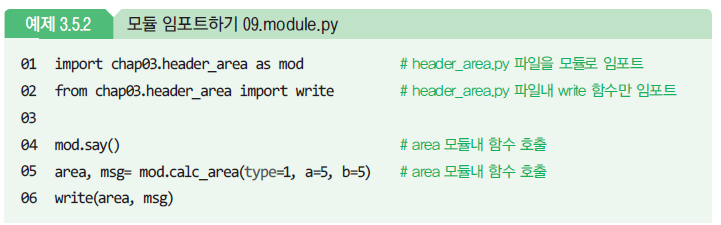 예제 3.5.2 모듈 임포트하기 09.module.py
01 import chap03.header_area as mod # header_area.py 파일을 모듈로 임포트
02 from chap03.header_area import write # header_area.py 파일내 write 함수만 임포트
03
04 mod.say() # area 모듈내 함수 호출
05 area, msg= mod.calc_area(type=1, a=5, b=5) # area 모듈내 함수 호출
06 write(area, msg)